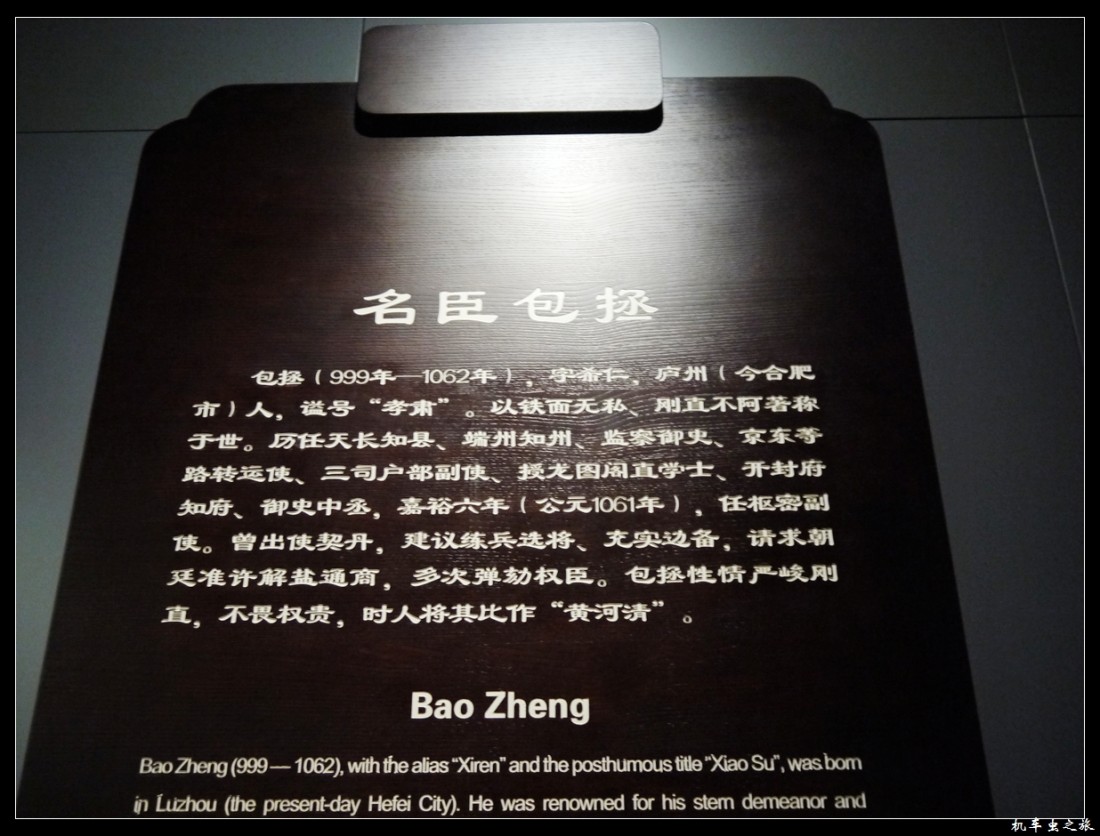 名臣包拯
包拯（999年—1062年），字希仁，庐州（今合肥
市）人，谥号“孝肃”。以铁面无私、刚直不阿著称
于世。历任天长知县、端州知州、监察御史、京东等
路转运使、三司户部副使、授龙图阁直学士、开封府
知府、御史中丞，嘉裕六年（公元1061年），任枢密副
使。曾出使契丹，建议练兵选将、充实边备，请求朝
廷准许解盐通商，多次弹劾权臣。包拯性情严峻刚
直，不畏权贵，时人将其比作“黄河清”。
Bao Zheng
Bao Zheng (999 — 1062), with the alias “Xiren” and the posthumous title “Xiao Su”, was born
in Luzhou (the present-day Hefei City). He was renowned for his stern demeanor and
机车虫之旅